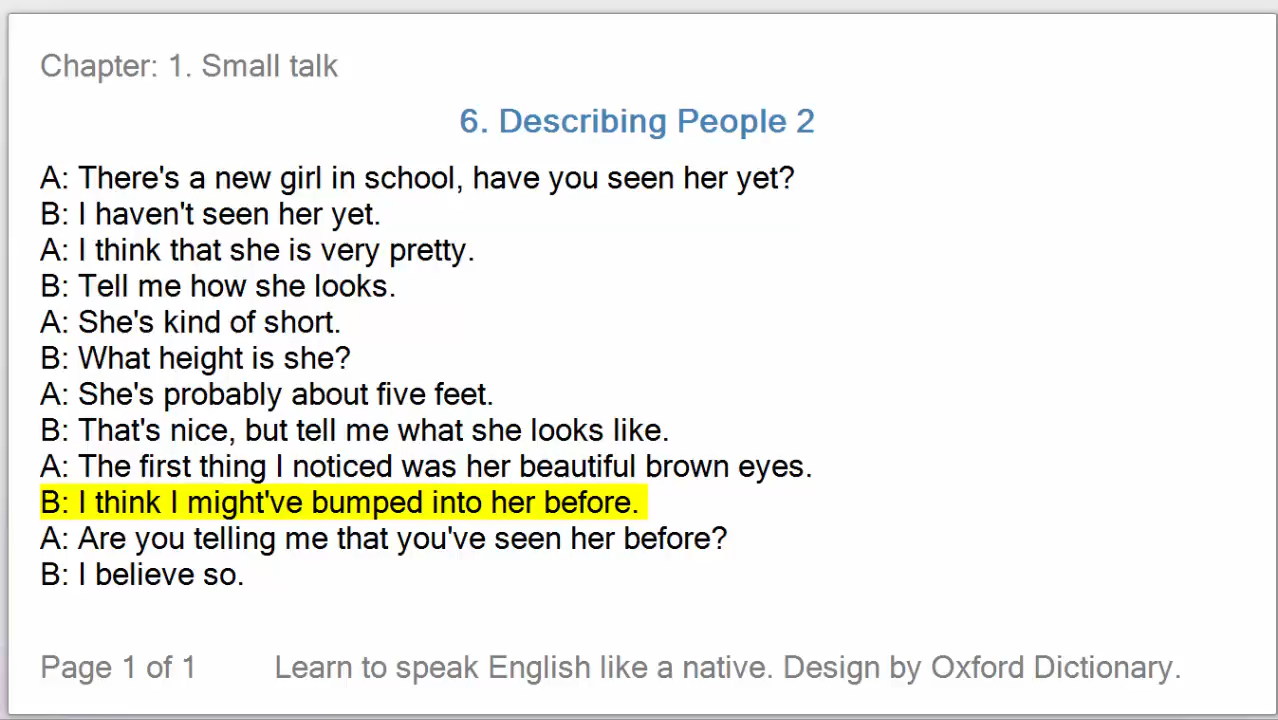 Chapter: 1. Small talk
6. Describing People 2
A: There's a new girl in school, have you seen her yet?
B: I haven't seen her yet.
A: I think that she is very pretty.
B: Tell me how she looks.
A: She's kind of short.
B: What height is she?
A: She's probably about five feet.
B: That's nice, but tell me what she looks like.
A: The first thing I noticed was her beautiful brown eyes.
B: I think I might've bumped into her before.
A: Are you telling me that you've seen her before?
B: I believe so.
Page 1 of 1 Learn to speak English like a native. Design by Oxford Dictionary.